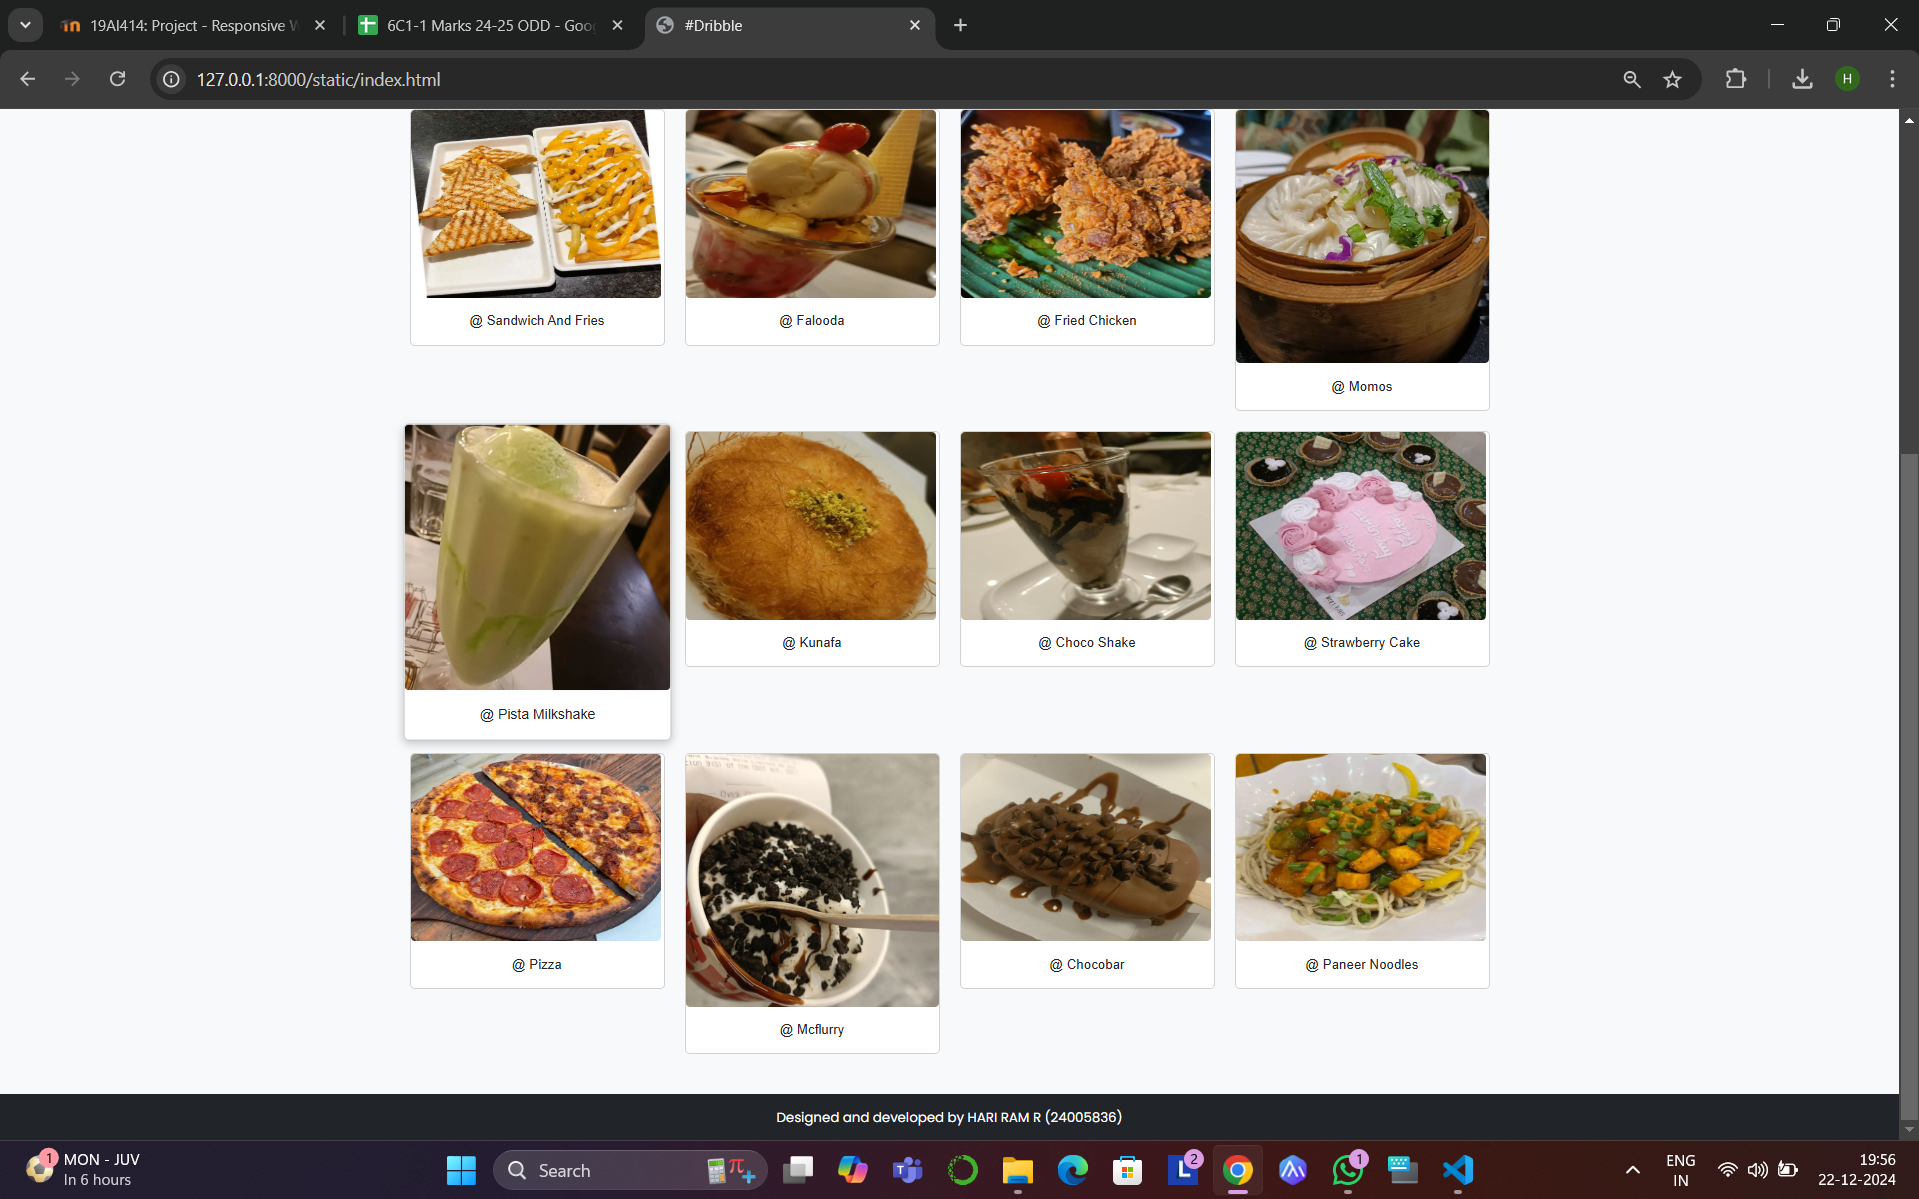 19AI414: Project - Responsive W
6C1-1 Marks 24-25 ODD - Goo
#Dribble
127.0.0.1:8000/static/index.html
H
@ Sandwich And Fries
@ Falooda
@ Fried Chicken
@ Momos
@ Pista Milkshake
@ Kunafa
@ Choco Shake
@ Strawberry Cake
@ Pizza
@ Mcflurry
@ Chocobar
@ Paneer Noodles
Designed and developed by HARI RAM R (24005836)
1
MON - JUV
In 6 hours
Search
2
1
ENG
IN
19:56
22-12-2024